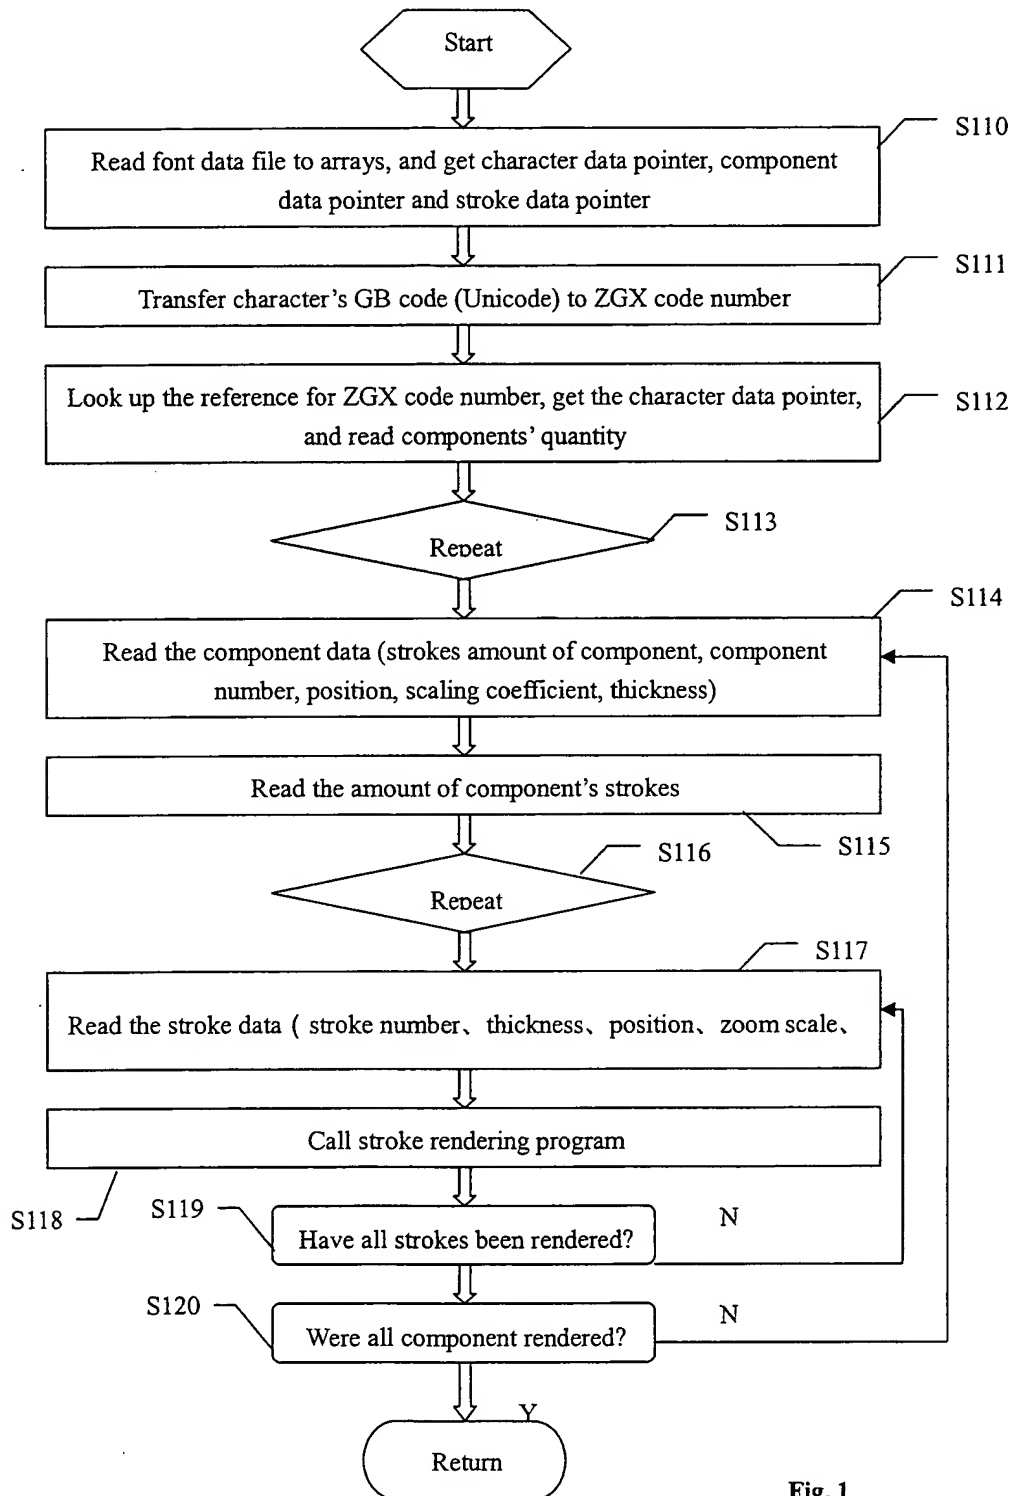 Start
S110
Read font data file to arrays, and get character data pointer, component
data pointer and stroke data pointer
S111
Transfer character's GB code (Unicode) to ZGX code number
Look up the reference for ZGX code number, get the character data pointer,
and read components' quantity
S112
S113
Repeat
S114
Read the component data (strokes amount of component, component
number, position, scaling coefficient, thickness)
Read the amount of component's strokes
S115
S116
Repeat
S117
Read the stroke data ( stroke number、thickness、position、zoom scale、
Call stroke rendering program
S118
S119
N
Have all strokes been rendered?
S120
N
Were all component rendered?
Y
Return
Fig. 1